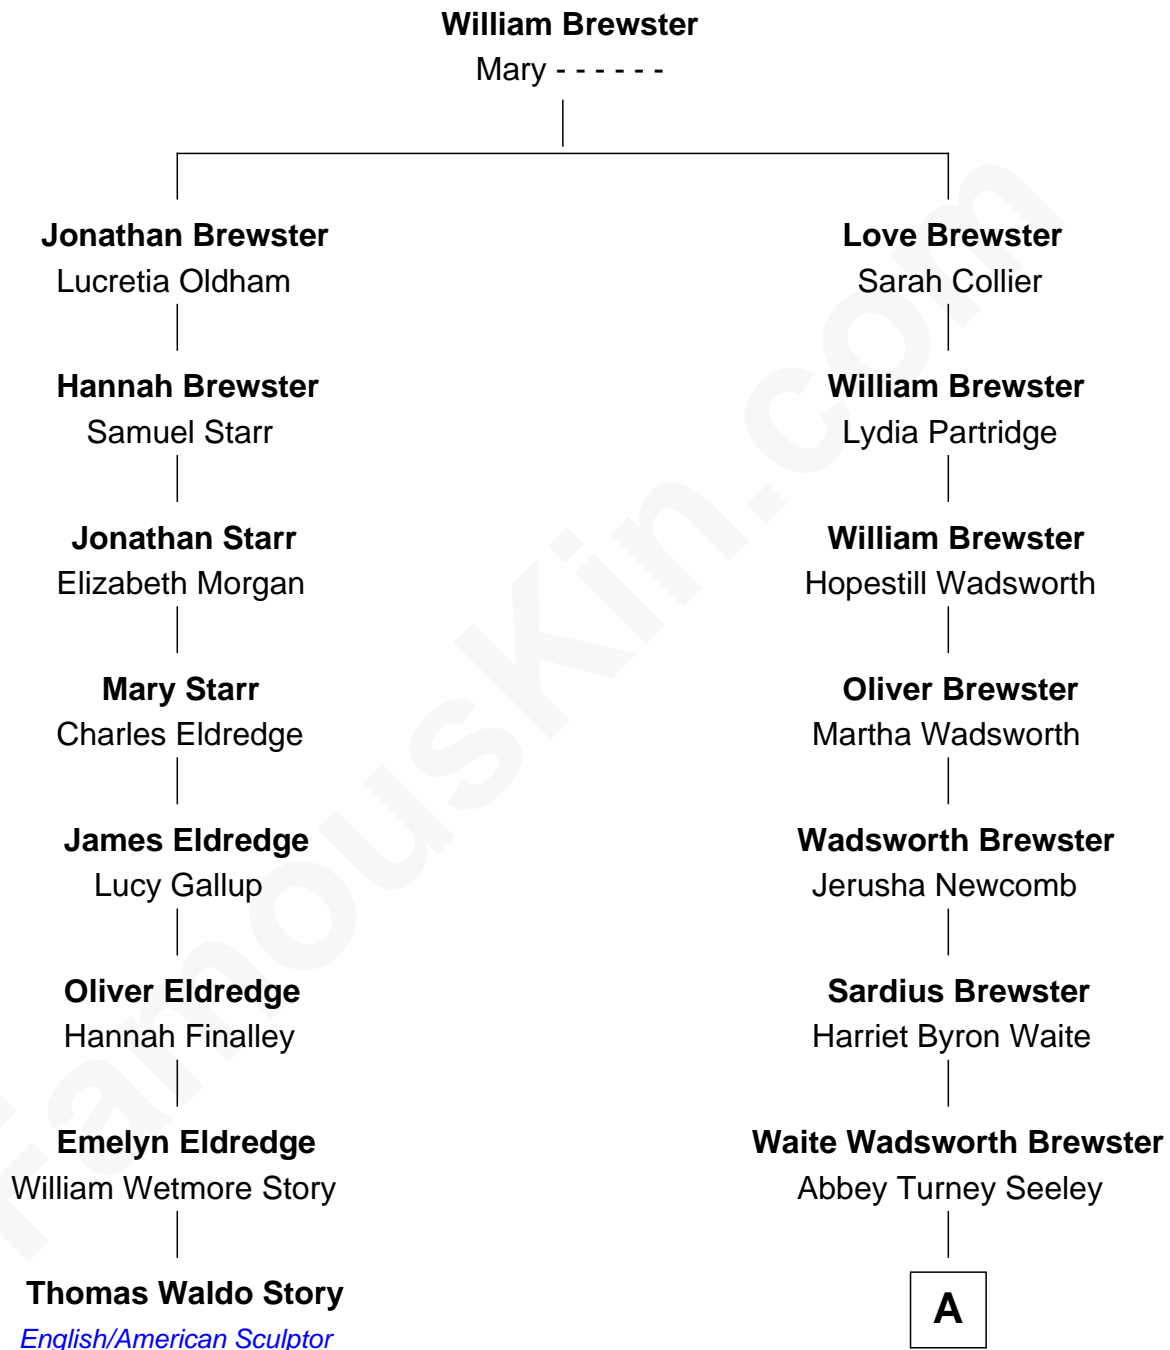 William Brewster
Mary - - - - - -
Jonathan Brewster
Lucretia Oldham
Love Brewster
Sarah Collier
Hannah Brewster
Samuel Starr
William Brewster
Lydia Partridge
Jonathan Starr
Elizabeth Morgan
William Brewster
Hopestill Wadsworth
Mary Starr
Charles Eldredge
Oliver Brewster
Martha Wadsworth
James Eldredge
Lucy Gallup
Wadsworth Brewster
Jerusha Newcomb
Oliver Eldredge
Hannah Finalley
Sardius Brewster
Harriet Byron Waite
Emelyn Eldredge
William Wetmore Story
Waite Wadsworth Brewster
Abbey Turney Seeley
Thomas Waldo Story
English/American Sculptor
A
FamousKin.com